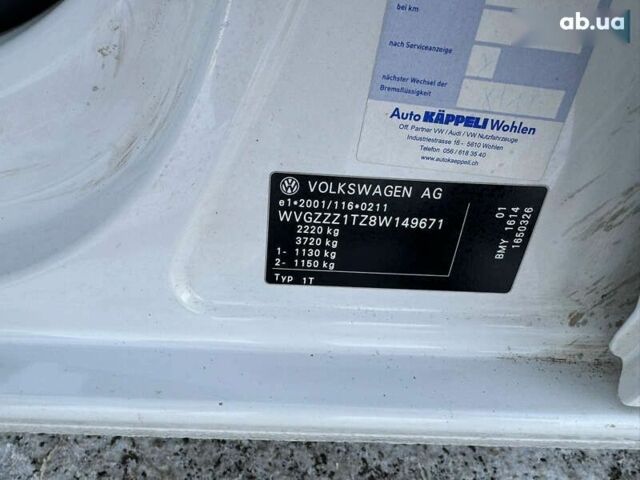 ab.ua
bei km
nach Serviceanzeige
nächster Wechsel der
Bremsflüssigkeit
Auto KÄPPELI Wohlen
Off. Partner VW / Audi / VW Nutzfahrzeuge
Industriestrasse 16 - 5610 Wohlen
Telefon 056 / 618 35 40
www.autokaeppeli.ch
VOLKSWAGEN AG
e1*2001/116*0211
WVGZZZ1TZ8W149671
2220 kg
3720 kg
1- 1130 kg
2- 1150 kg
Typ 1T
01
BMY 1614
1650326